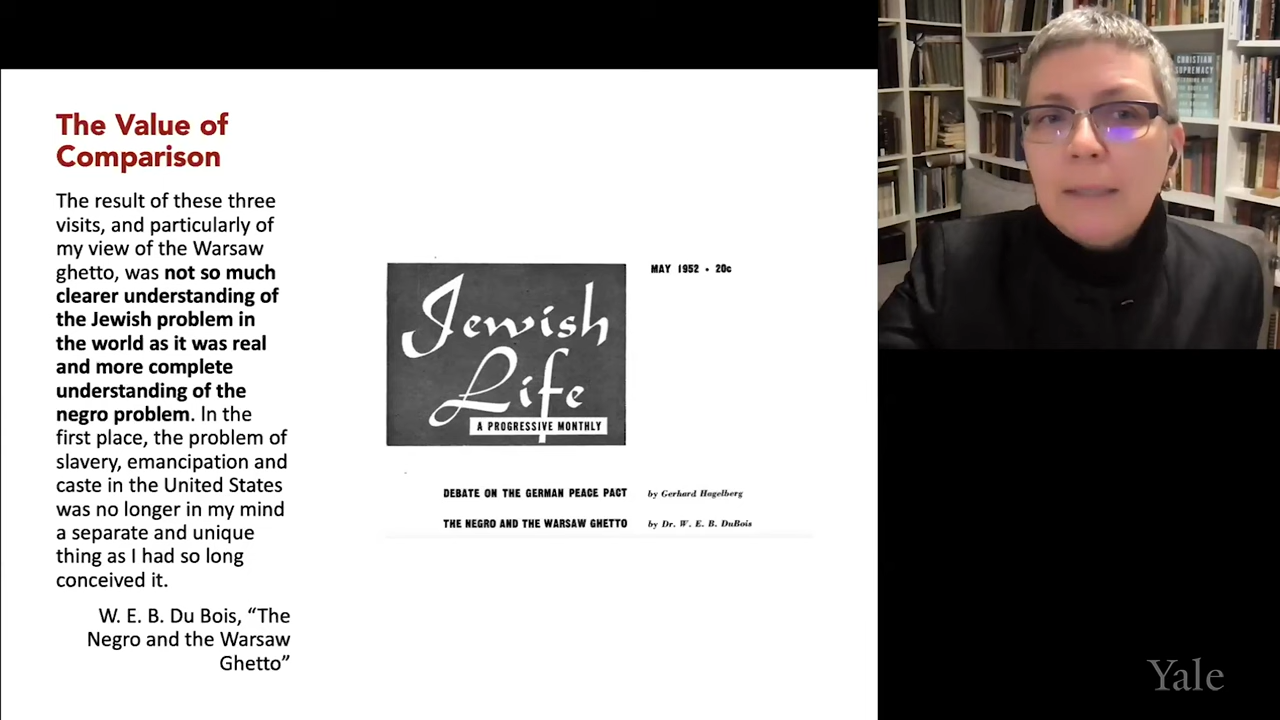 The Value of
Comparison
The result of these three
visits, and particularly of
my view of the Warsaw
ghetto, was not so much
clearer understanding of
the Jewish problem in
the world as it was real
and more complete
understanding of the
negro problem. In the
first place, the problem of
slavery, emancipation and
caste in the United States
was no longer in my mind
a separate and unique
thing as I had so long
conceived it.
W. E. B. Du Bois, “The
Negro and the Warsaw
Ghetto”
MAY 1952 • 20c
Jewish
Life
A PROGRESSIVE MONTHLY
DEBATE ON THE GERMAN PEACE PACT by Gerhard Hagelberg
THE NEGRO AND THE WARSAW GHETTO by Dr. W. E. B. DuBois
CHRISTIAN
SUPREMACY
Yale